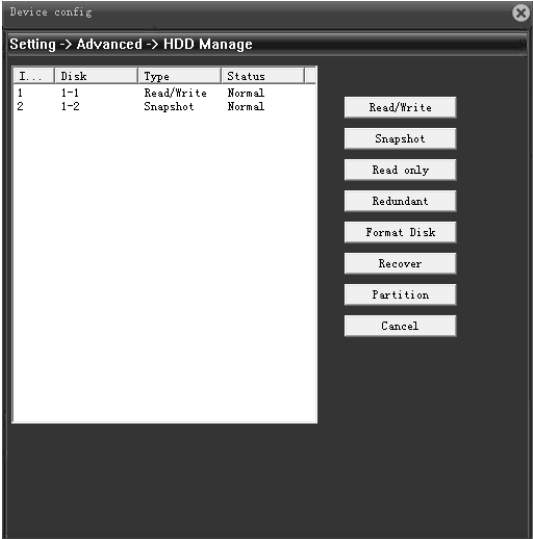 Device config
Setting -> Advanced -> HDD Manage
I... Disk Type Status
1 1-1 Read/Write Normal
2 1-2 Snapshot Normal
Read/Write
Snapshot
Read only
Redundant
Format Disk
Recover
Partition
Cancel